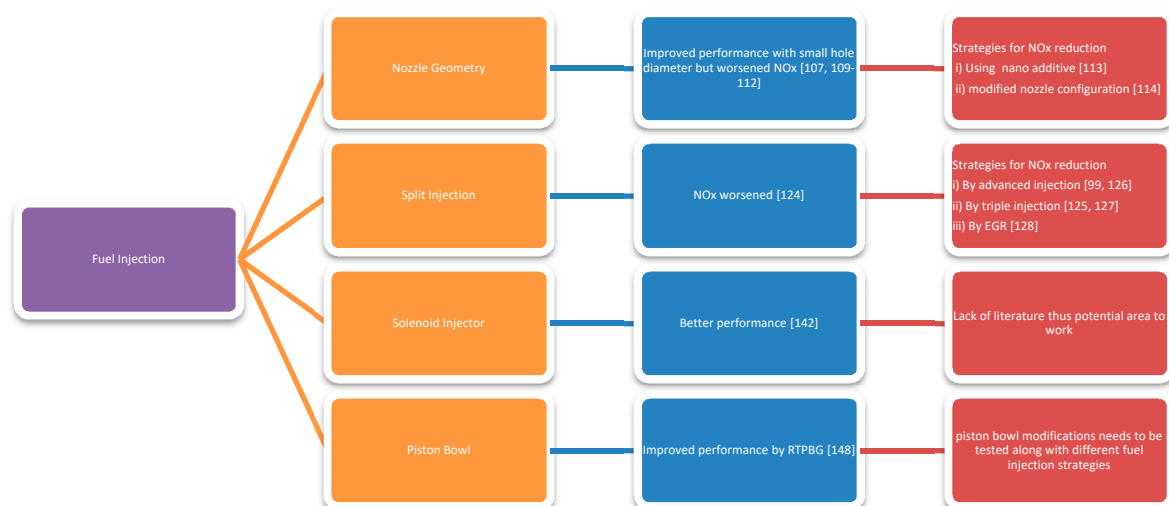 Fuel Injection
Nozzle Geometry
Improved performance with small hole
diameter but worsened NOx [107, 109-
112]
Strategies for NOx reduction
i) Using nano additive [113]
ii) modified nozzle configuration [114]
Split Injection
NOx worsened [124]
Strategies for NOx reduction
i) By advanced injection [99, 126]
ii) By triple injection [125, 127]
iii) By EGR [128]
Solenoid Injector
Better performance [142]
Lack of literature thus potential area to
work
Piston Bowl
Improved performance by RTPBG [148]
piston bowl modifications needs to be
tested along with different fuel
injection strategies